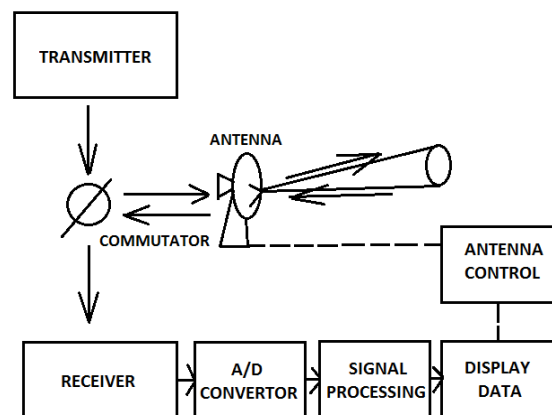 TRANSMITTER
ANTENNA
COMMUTATOR
ANTENNA
CONTROL
RECEIVER
A/D
CONVERTOR
SIGNAL
PROCESSING
DISPLAY
DATA